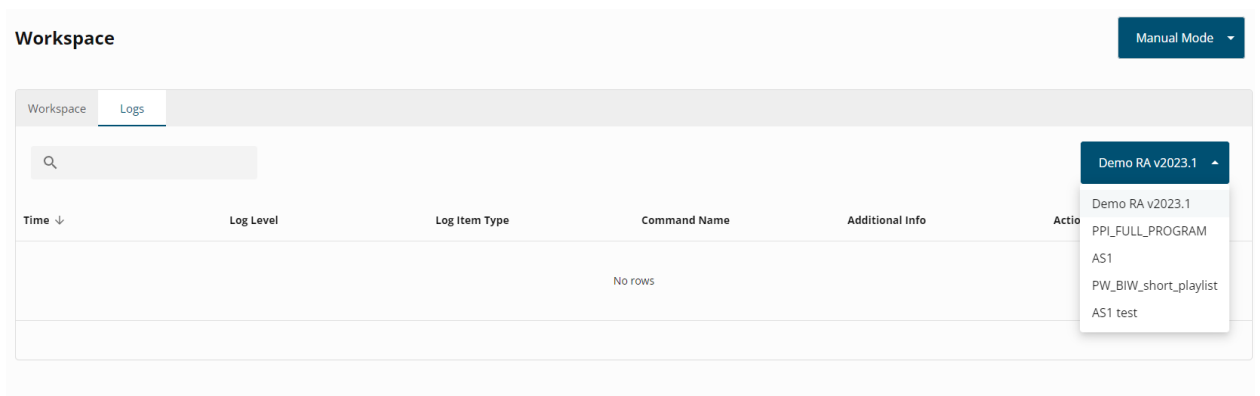 Workspace
Manual Mode
Workspace
Logs
Demo RA v2023.1
Time
Log Level
Log Item Type
Command Name
Additional Info
Actio
No rows
Demo RA v2023.1
PPI_FULL_PROGRAM
AS1
PW_BIW_short_playlist
AS1 test